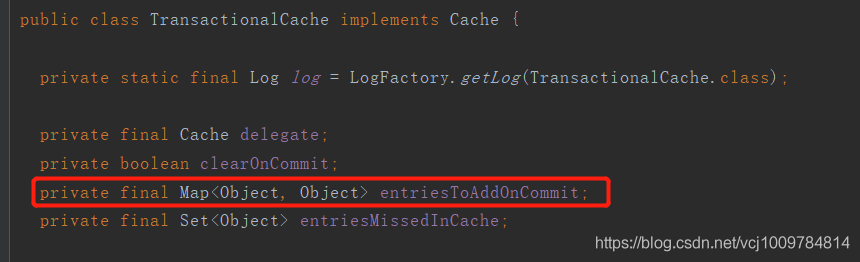 public class TransactionalCache implements Cache {
private static final Log log = LogFactory.getLog(TransactionalCache.class);
private final Cache delegate;
private boolean clearOnCommit;
private final Map<Object, Object> entriesToAddOnCommit;
private final Set<Object> entriesMissedInCache;
https://blog.csdn.net/vcj1009784814